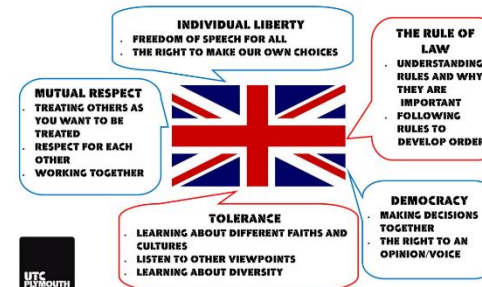 INDIVIDUAL LIBERTY
. FREEDOM OF SPEECH FOR ALL
. THE RIGHT TO MAKE OUR OWN CHOICES
THE RULE OF
LAW
. UNDERSTANDING
RULES AND WHY
THEY ARE
IMPORTANT
. FOLLOWING
RULES TO
DEVELOP ORDER
MUTUAL RESPECT
. TREATING OTHERS AS
YOU WANT TO BE
TREATED
. RESPECT FOR EACH
OTHER
. WORKING TOGETHER
DEMOCRACY
. MAKING DECISIONS
TOGETHER
. THE RIGHT TO AN
OPINION/VOICE
TOLERANCE
. LEARNING ABOUT DIFFERENT FAITHS AND
CULTURES
. LISTEN TO OTHER VIEWPOINTS
. LEARNING ABOUT DIVERSITY
UTC
PLYMOUTH